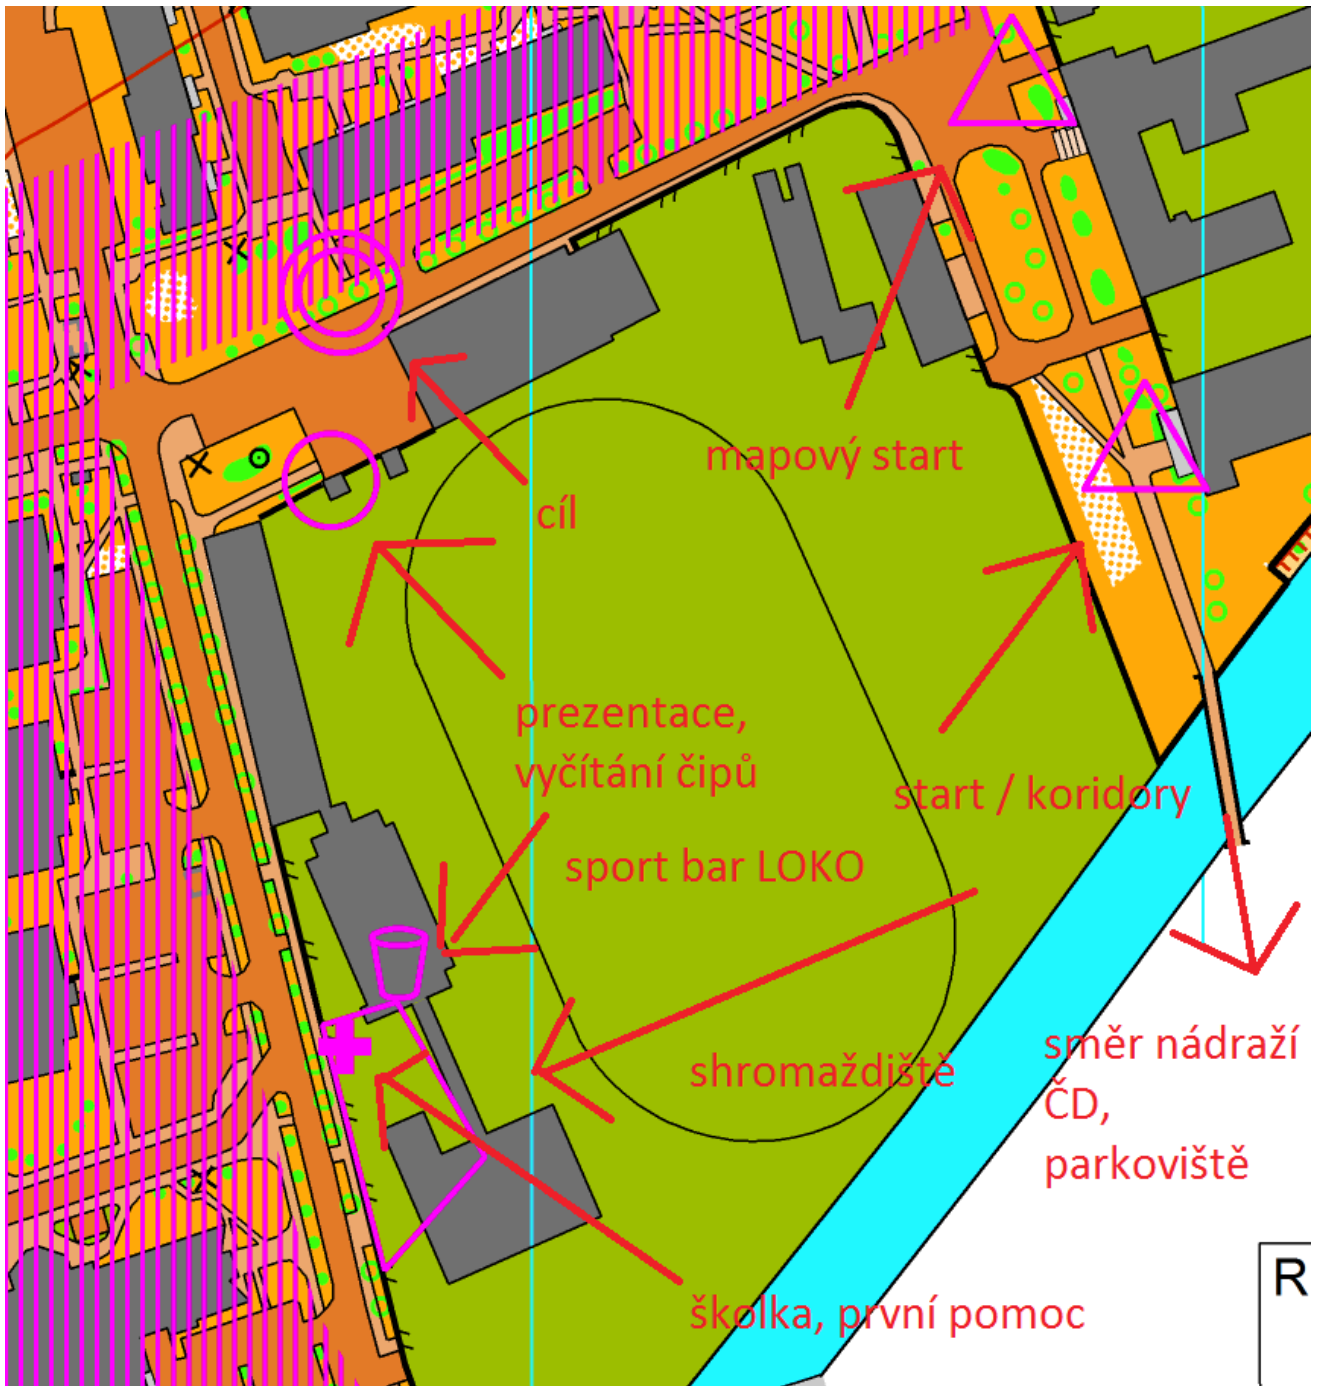 mapový start
cíl
prezentace,
vyčítání čipů
start / koridory
sport bar LOKO
směr nádraží
ČD,
parkoviště
shromaždiště
školka, první pomoc
R